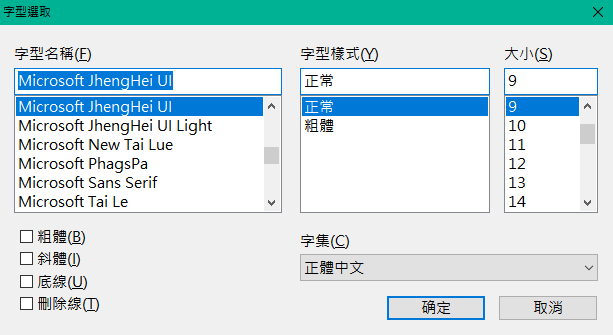 字型選取
字型名稱(F)
字型樣式(Y)
大小(S)
Microsoft JhengHei UI
正常
9
Microsoft JhengHei UI
正常
9
Microsoft JhengHei UI Light
粗體
10
Microsoft New Tai Lue
11
Microsoft PhagsPa
12
Microsoft Sans Serif
13
Microsoft Tai Le
14
粗體(B)
斜體(I)
底線(U)
刪除線(T)
字集(C)
正體中文
确定
取消